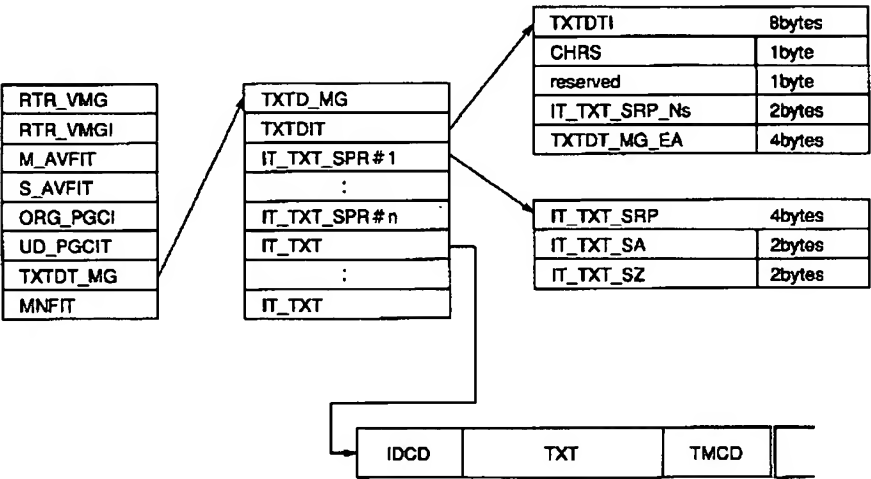 RTR_VMG
RTR_VMGI
M_AVFIT
S_AVFIT
ORG_PGCI
UD_PGCIT
TXTDT_MG
MNFIT
TXTD_MG
TXTDIT
IT_TXT_SPR#1
:
IT_TXT_SPR#n
IT_TXT
:
IT_TXT
TXTDTI 8bytes
CHRS 1byte
reserved 1byte
IT_TXT_SRP_Ns 2bytes
TXTDT_MG_EA 4bytes
IT_TXT_SRP 4bytes
IT_TXT_SA 2bytes
IT_TXT_SZ 2bytes
IDCD TXT TMCD